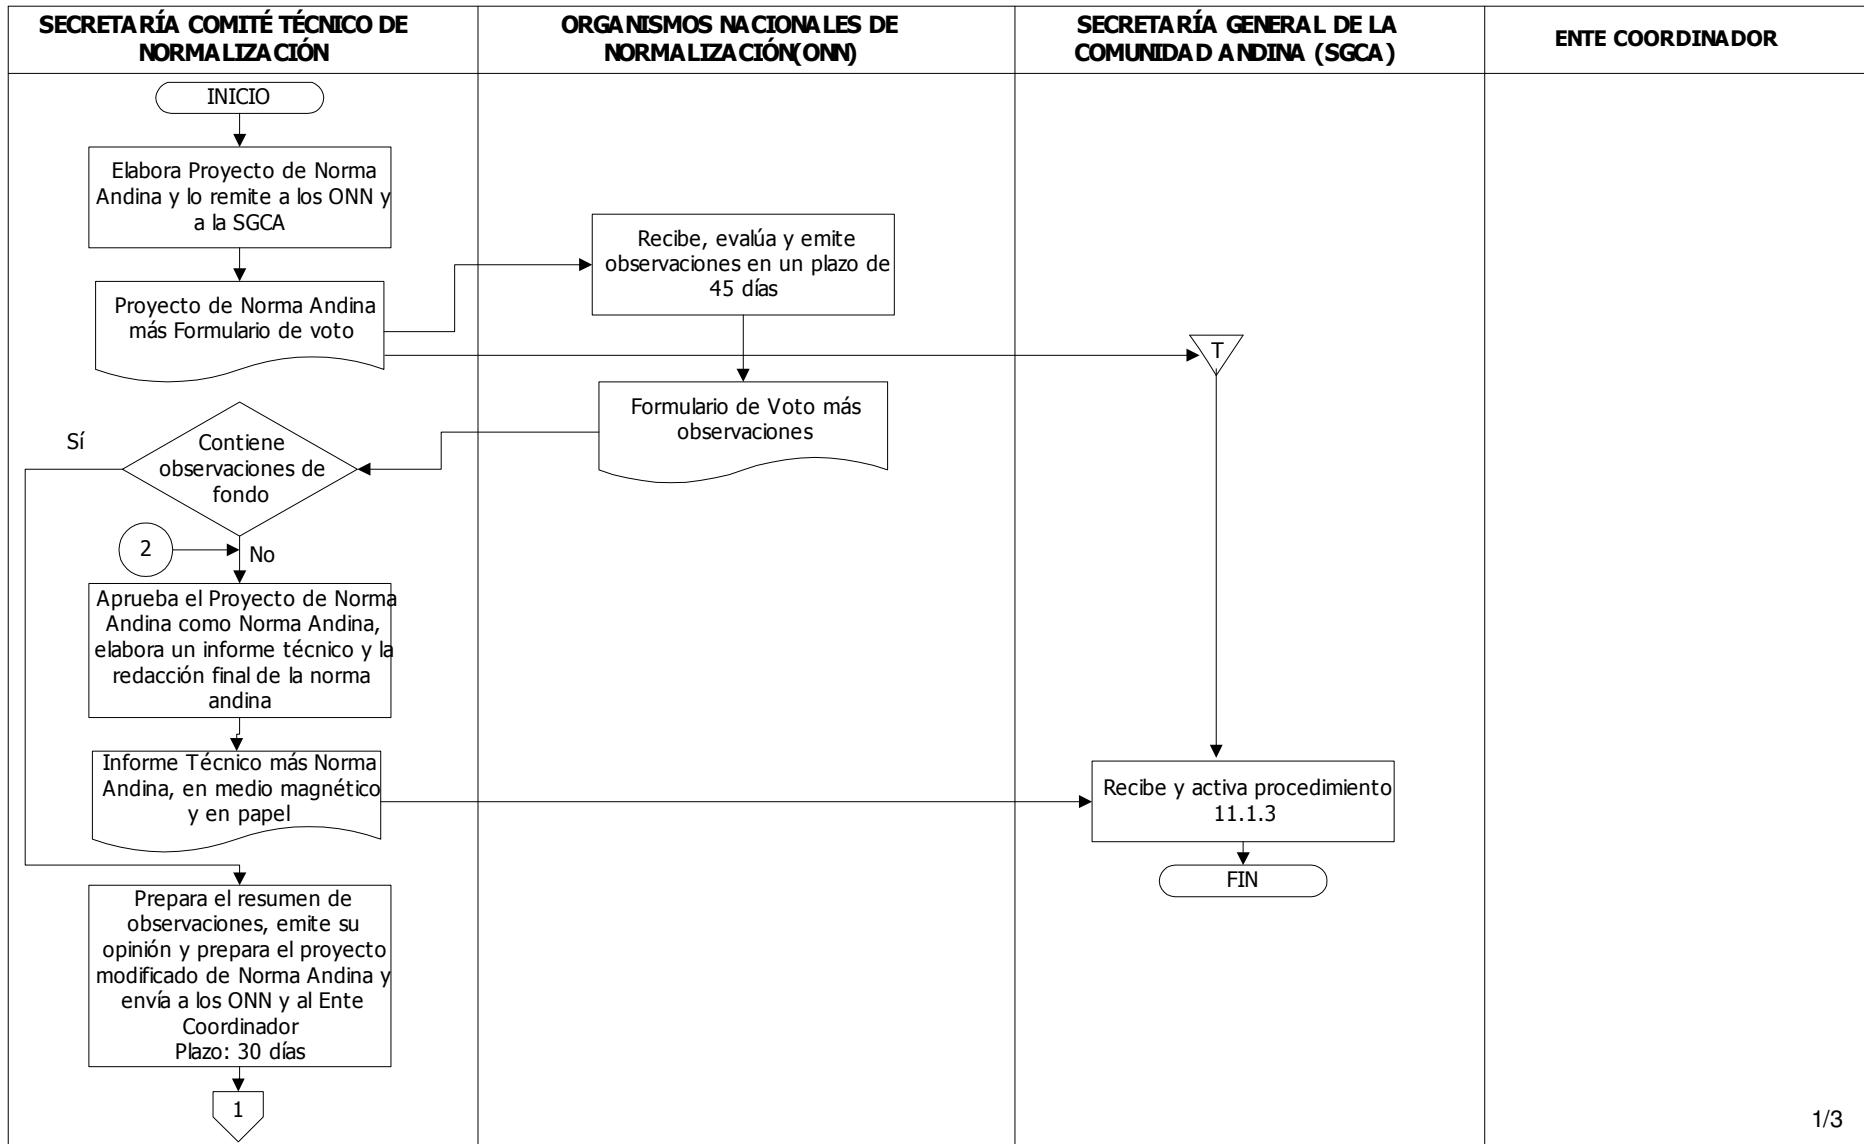 SECRETARÍA COMITÉ TÉCNICO DE
NORMALIZACIÓN
ORGANISMOS NACIONALES DE
NORMALIZACIÓN(ONN)
SECRETARÍA GENERAL DE LA
COMUNIDAD ANDINA (SGCA)
ENTE COORDINADOR
INICIO
Elabora Proyecto de Norma
Andina y lo remite a los ONN y
a la SGCA
Recibe, evalúa y emite
observaciones en un plazo de
45 días
Proyecto de Norma Andina
más Formulario de voto
T
Formulario de Voto más
observaciones
Sí
Contiene
observaciones de
fondo
2
No
Aprueba el Proyecto de Norma
Andina como Norma Andina,
elabora un informe técnico y la
redacción final de la norma
andina
Informe Técnico más Norma
Andina, en medio magnético
y en papel
Recibe y activa procedimiento
11.1.3
FIN
Prepara el resumen de
observaciones, emite su
opinión y prepara el proyecto
modificado de Norma Andina y
envía a los ONN y al Ente
Coordinador
Plazo: 30 días
1
1/3